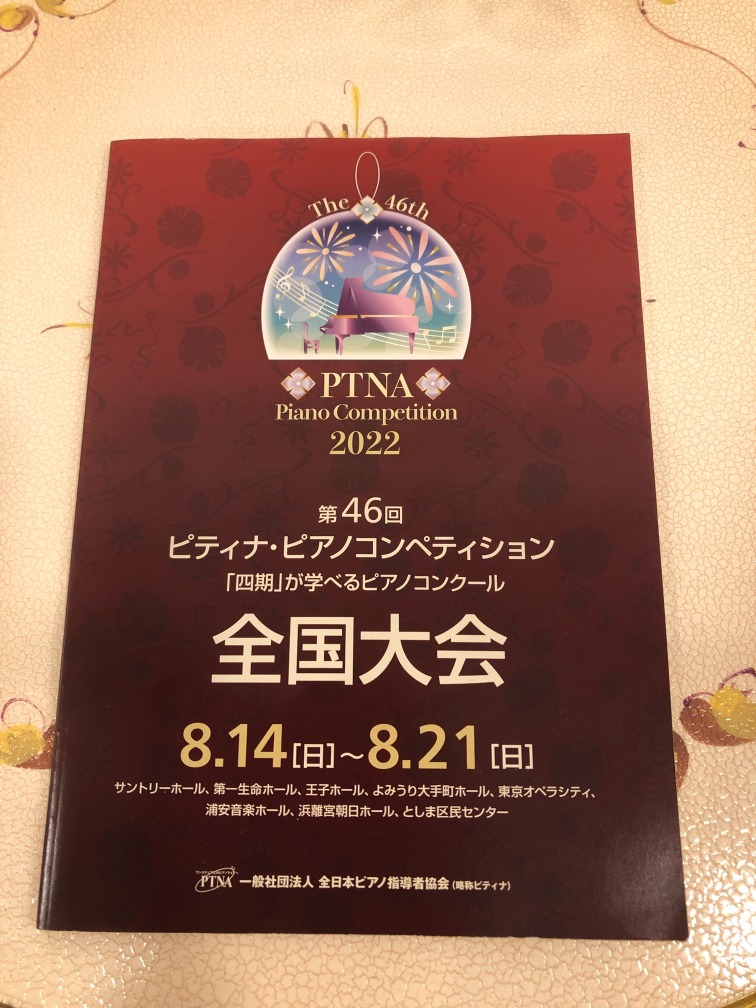 The 46th
PTNA
Piano Competition
2022
第46回
ピティナ・ピアノコンペティション
「四期」が学べるピアノコンクール
全国大会
8.14[日]～8.21[日]
サントリーホール、第一生命ホール、王子ホール、よみうり大手町ホール、東京オペラシティ、
浦安音楽ホール、浜離宮朝日ホール、としま区民センター
PTNA 一般社団法人 全日本ピアノ指導者協会(略称ピティナ)